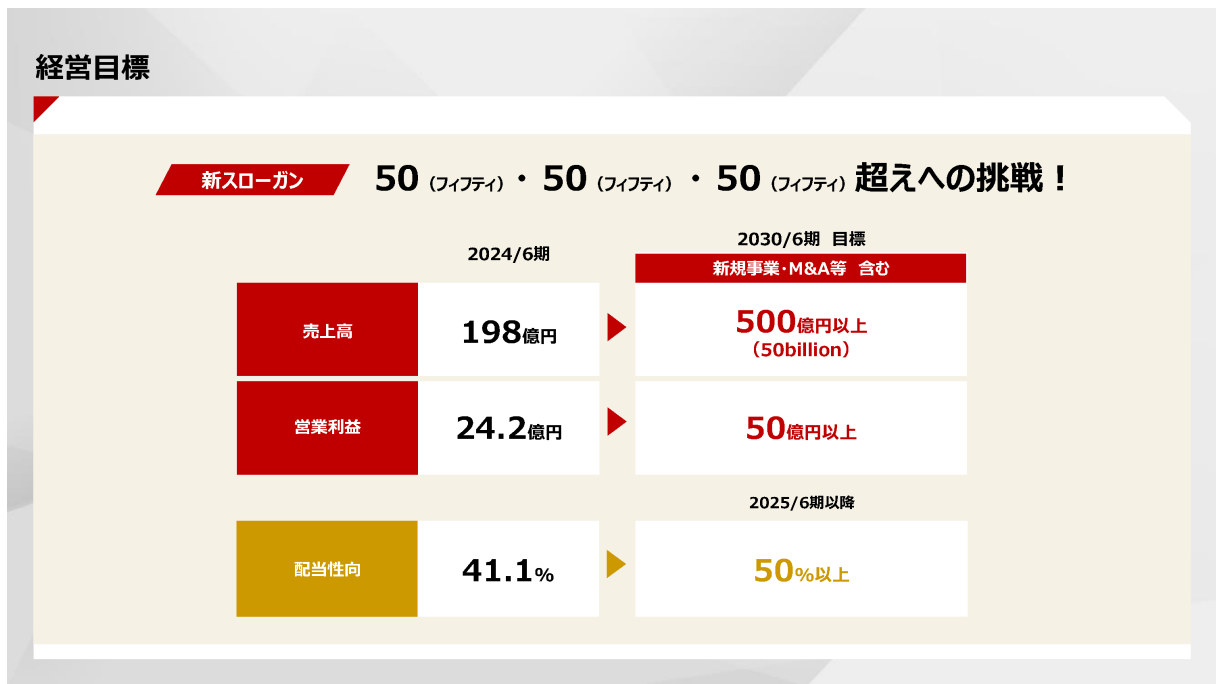 経営目標
新スローガン
50（フィフティ）・50（フィフティ）・50（フィフティ）超えへの挑戦！
2024/6期
2030/6期 目標
新規事業・M&A等 含む
売上高
198億円
500億円以上
（50billion）
営業利益
24.2億円
50億円以上
2025/6期以降
配当性向
41.1%
50%以上